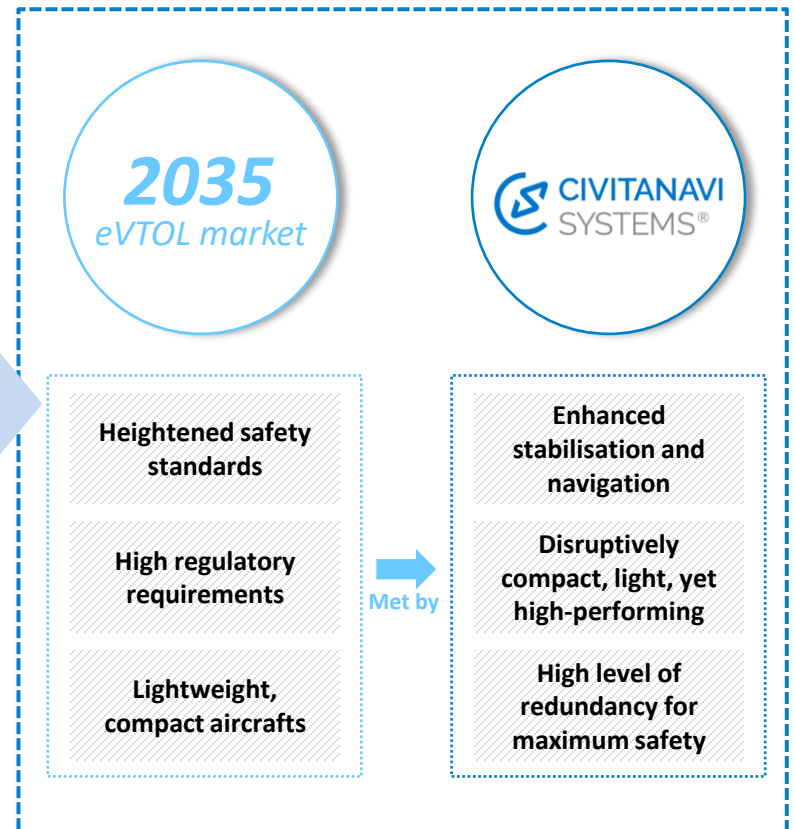 2035
eVTOL market
CIVITANAVI
SYSTEMS®
Heightened safety
standards
High regulatory
requirements
Lightweight,
compact aircrafts
Met by
Enhanced
stabilisation and
navigation
Disruptively
compact, light, yet
high-performing
High level of
redundancy for
maximum safety